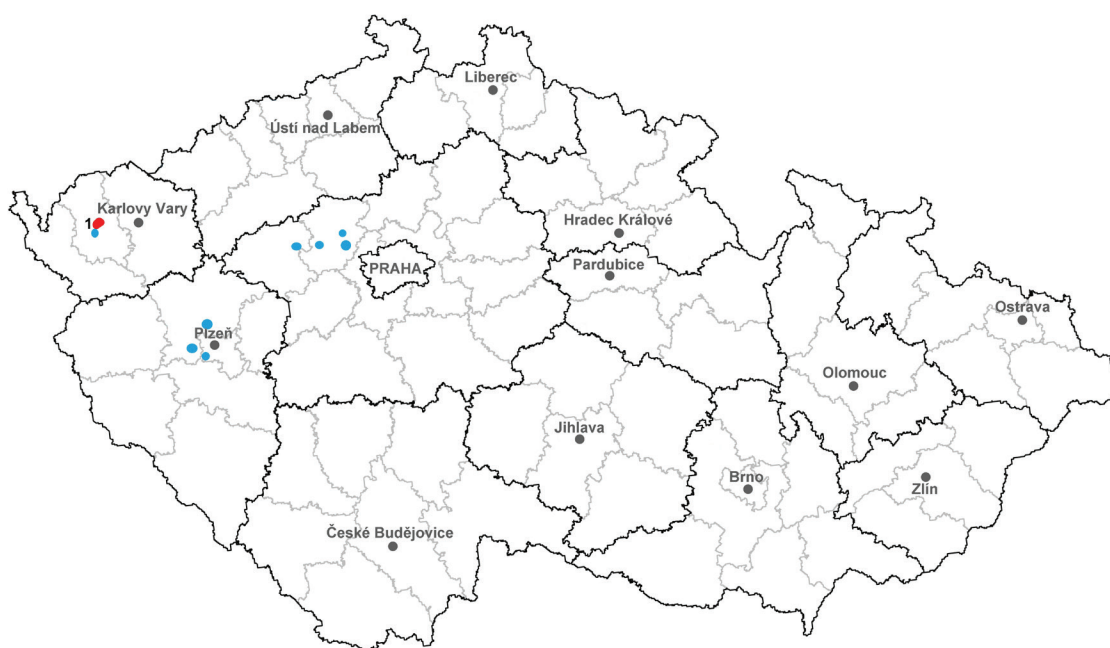 Liberec
Ústí nad Labem
Karlovy Vary
1
Hradec Králové
PRAHA
Pardubice
Ostrava
Plzeň
Olomouc
Jihlava
Brno
Zlín
České Budějovice